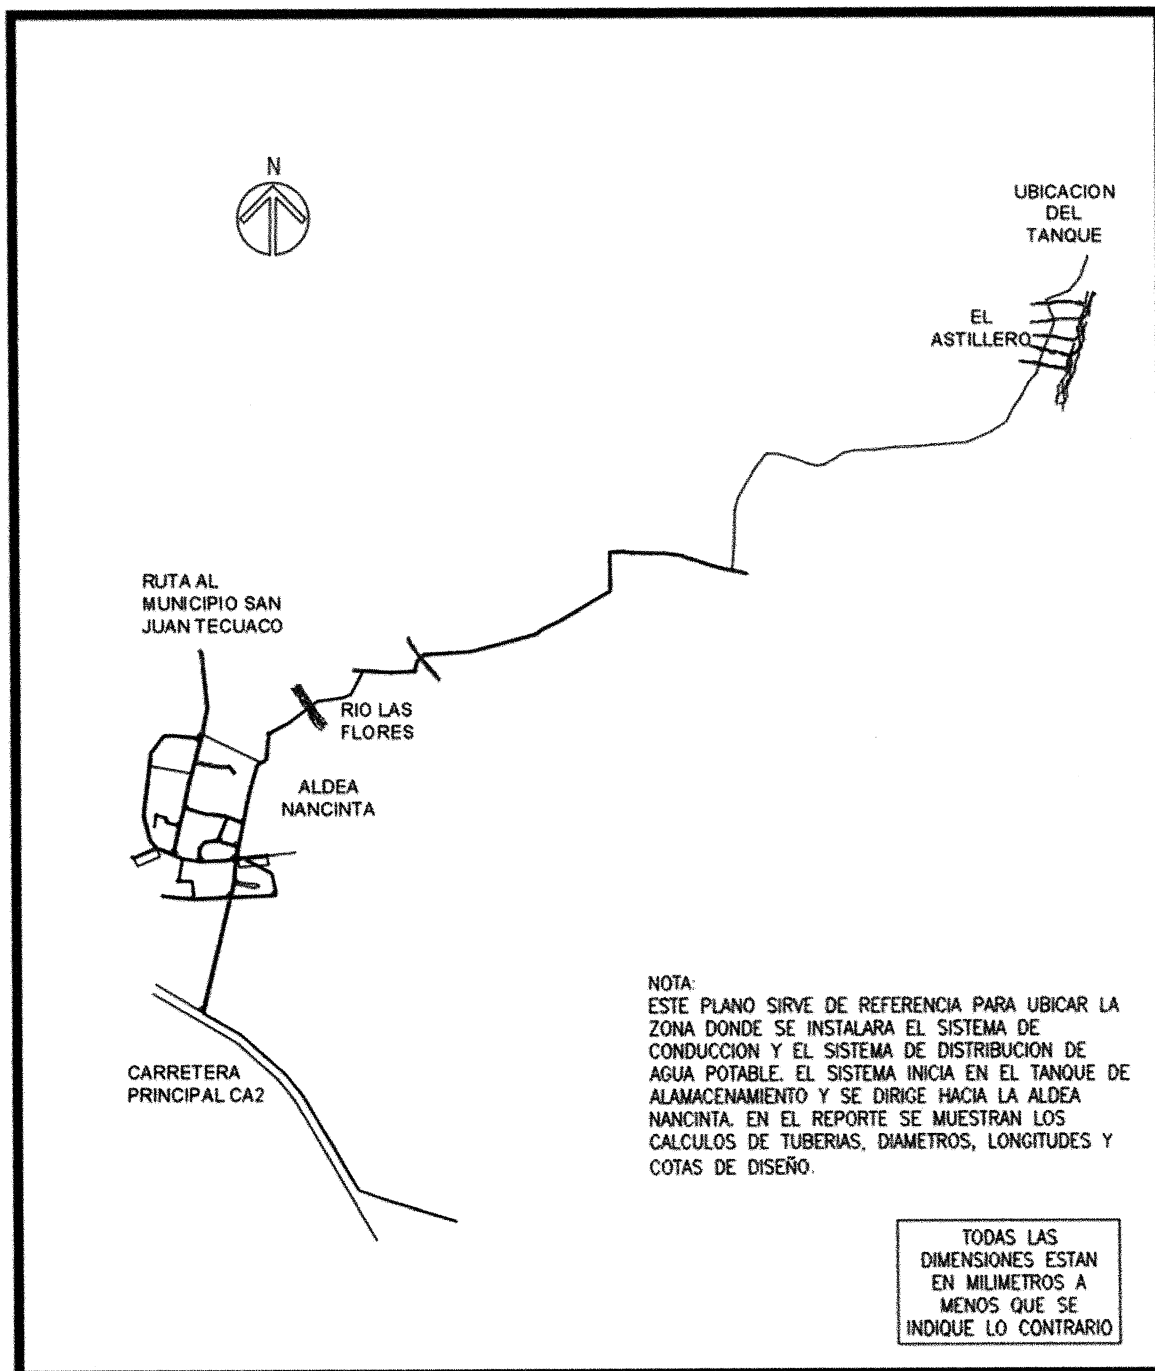 N
UBICACION
DEL
TANQUE
EL
ASTILLERO
RUTA AL
MUNICIPIO SAN
JUAN TECUACO
RIO LAS
FLORES
ALDEA
NANCINTA
CARRETERA
PRINCIPAL CA2
NOTA:
ESTE PLANO SIRVE DE REFERENCIA PARA UBICAR LA
ZONA DONDE SE INSTALARA EL SISTEMA DE
CONDUCCION Y EL SISTEMA DE DISTRIBUCION DE
AGUA POTABLE. EL SISTEMA INICIA EN EL TANQUE DE
ALAMACENAMIENTO Y SE DIRIGE HACIA LA ALDEA
NANCINTA. EN EL REPORTE SE MUESTRAN LOS
CALCULOS DE TUBERIAS, DIAMETROS, LONGITUDES Y
COTAS DE DISEÑO.
TODAS LAS
DIMENSIONES ESTAN
EN MILIMETROS A
MENOS QUE SE
INDIQUE LO CONTRARIO